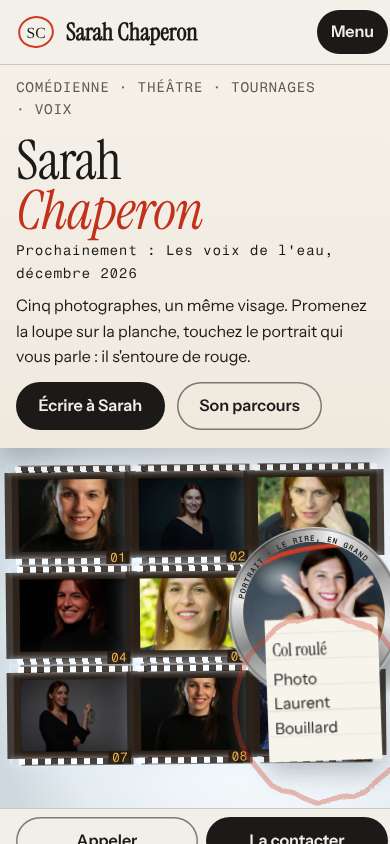 SC
Sarah Chaperon
Menu
COMÉDIENNE · THÉÂTRE · TOURNAGES
· VOIX
Sarah
Chaperon
Prochainement : Les voix de l'eau,
décembre 2026
Cinq photographes, un même visage. Promenez
la loupe sur la planche, touchez le portrait qui
vous parle : il s'entoure de rouge.
Écrire à Sarah
Son parcours
01
02
PORTRAIT : LE RIRE, EN GRAND
04
Col roulé
Photo
Laurent
Bouillard
07
08
Appeler
La contacter